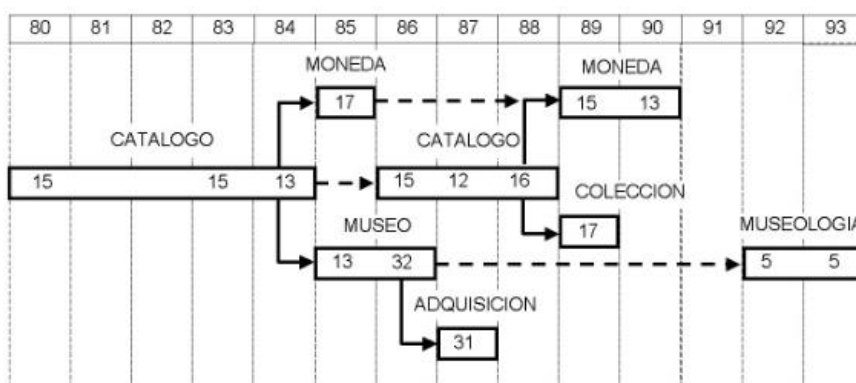 80 81 82 83 84 85 86 87 88 89 90 91 92 93
MONEDA MONEDA
17 15 13
CATALOGO CATALOGO
15 15 13 15 12 16
COLECCION
17
MUSEO MUSEOLOGIA
13 32 5 5
ADQUISICION
31